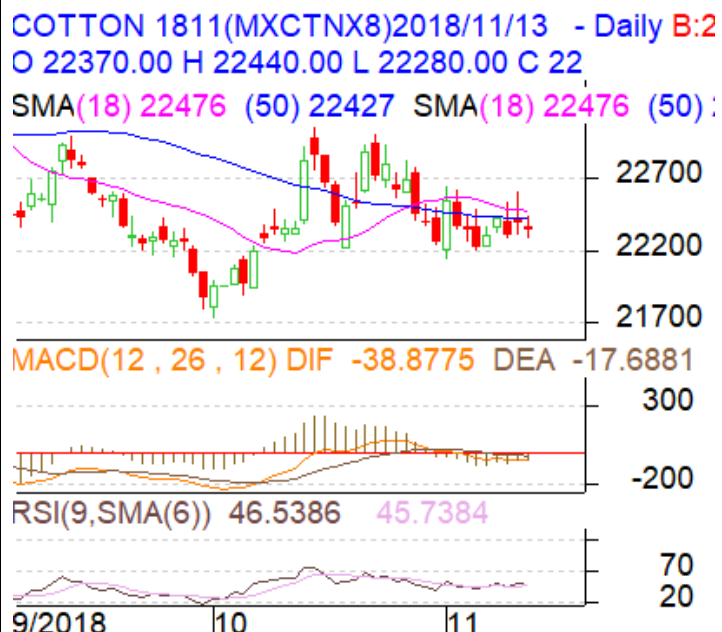 COTTON 1811(MXCTNX8)2018/11/13 - Daily B:2
O 22370.00 H 22440.00 L 22280.00 C 22
SMA(18) 22476 (50) 22427 SMA(18) 22476 (50)
22700
22200
21700
MACD(12 , 26 , 12) DIF -38.8775 DEA -17.6881
300
-200
RSI(9,SMA(6)) 46.5386 45.7384
70
20
9/2018 10 11